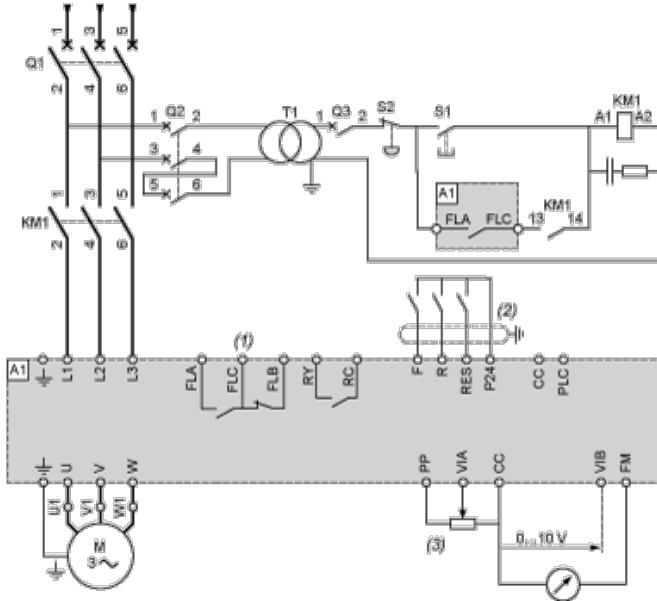 1 3 5
Q1
2 4 6
1 Q2 2
3 4
5 6
T1
1 Q3 2
S2
S1
KM1
A1 A2
A1
FLA FLC
KM1
13 14
1 3 5
KM1
2 4 6
(1)
(2)
A1
L1 L2 L3
FLA FLC FLB RY RC
F R RES P24 CC PLC
U V W
PP VIA CC VIB FM
U1 V1 W1
M
3
(3)
0 ... 10 V